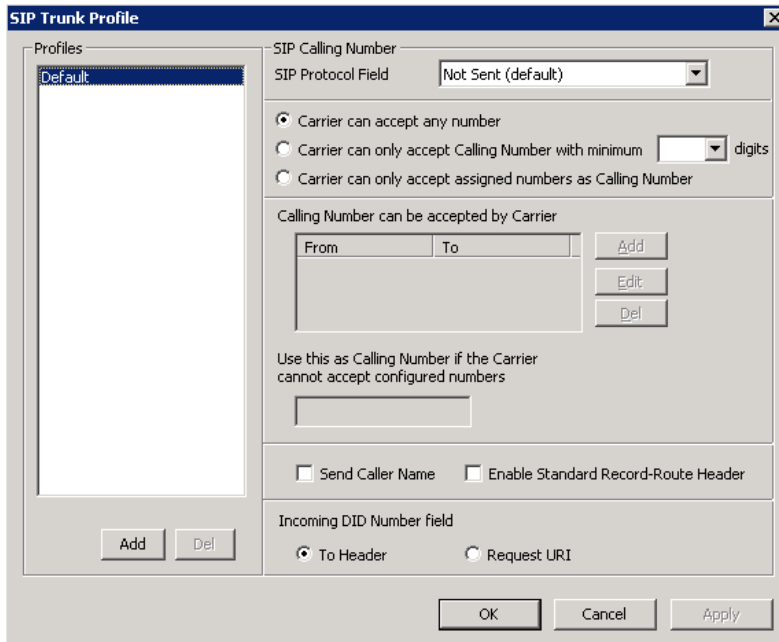 SIP Trunk Profile
Profiles
Default
Add
Del
SIP Calling Number
SIP Protocol Field
Not Sent (default)
Carrier can accept any number
Carrier can only accept Calling Number with minimum digits
Carrier can only accept assigned numbers as Calling Number
Calling Number can be accepted by Carrier
From To
Add
Edit
Del
Use this as Calling Number if the Carrier
cannot accept configured numbers
Send Caller Name Enable Standard Record-Route Header
Incoming DID Number field
To Header Request URI
OK Cancel Apply